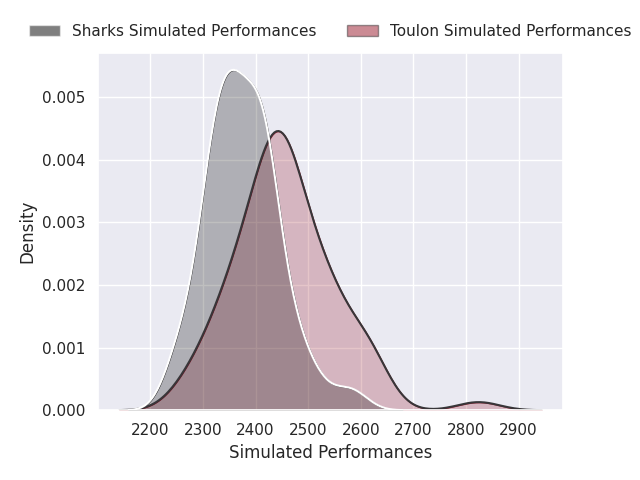 Sharks Simulated Performances Toulon Simulated Performances
0.005
0.004
0.003
0.002
0.001
0.000
Density
2200 2300 2400 2500 2600 2700 2800 2900
Simulated Performances